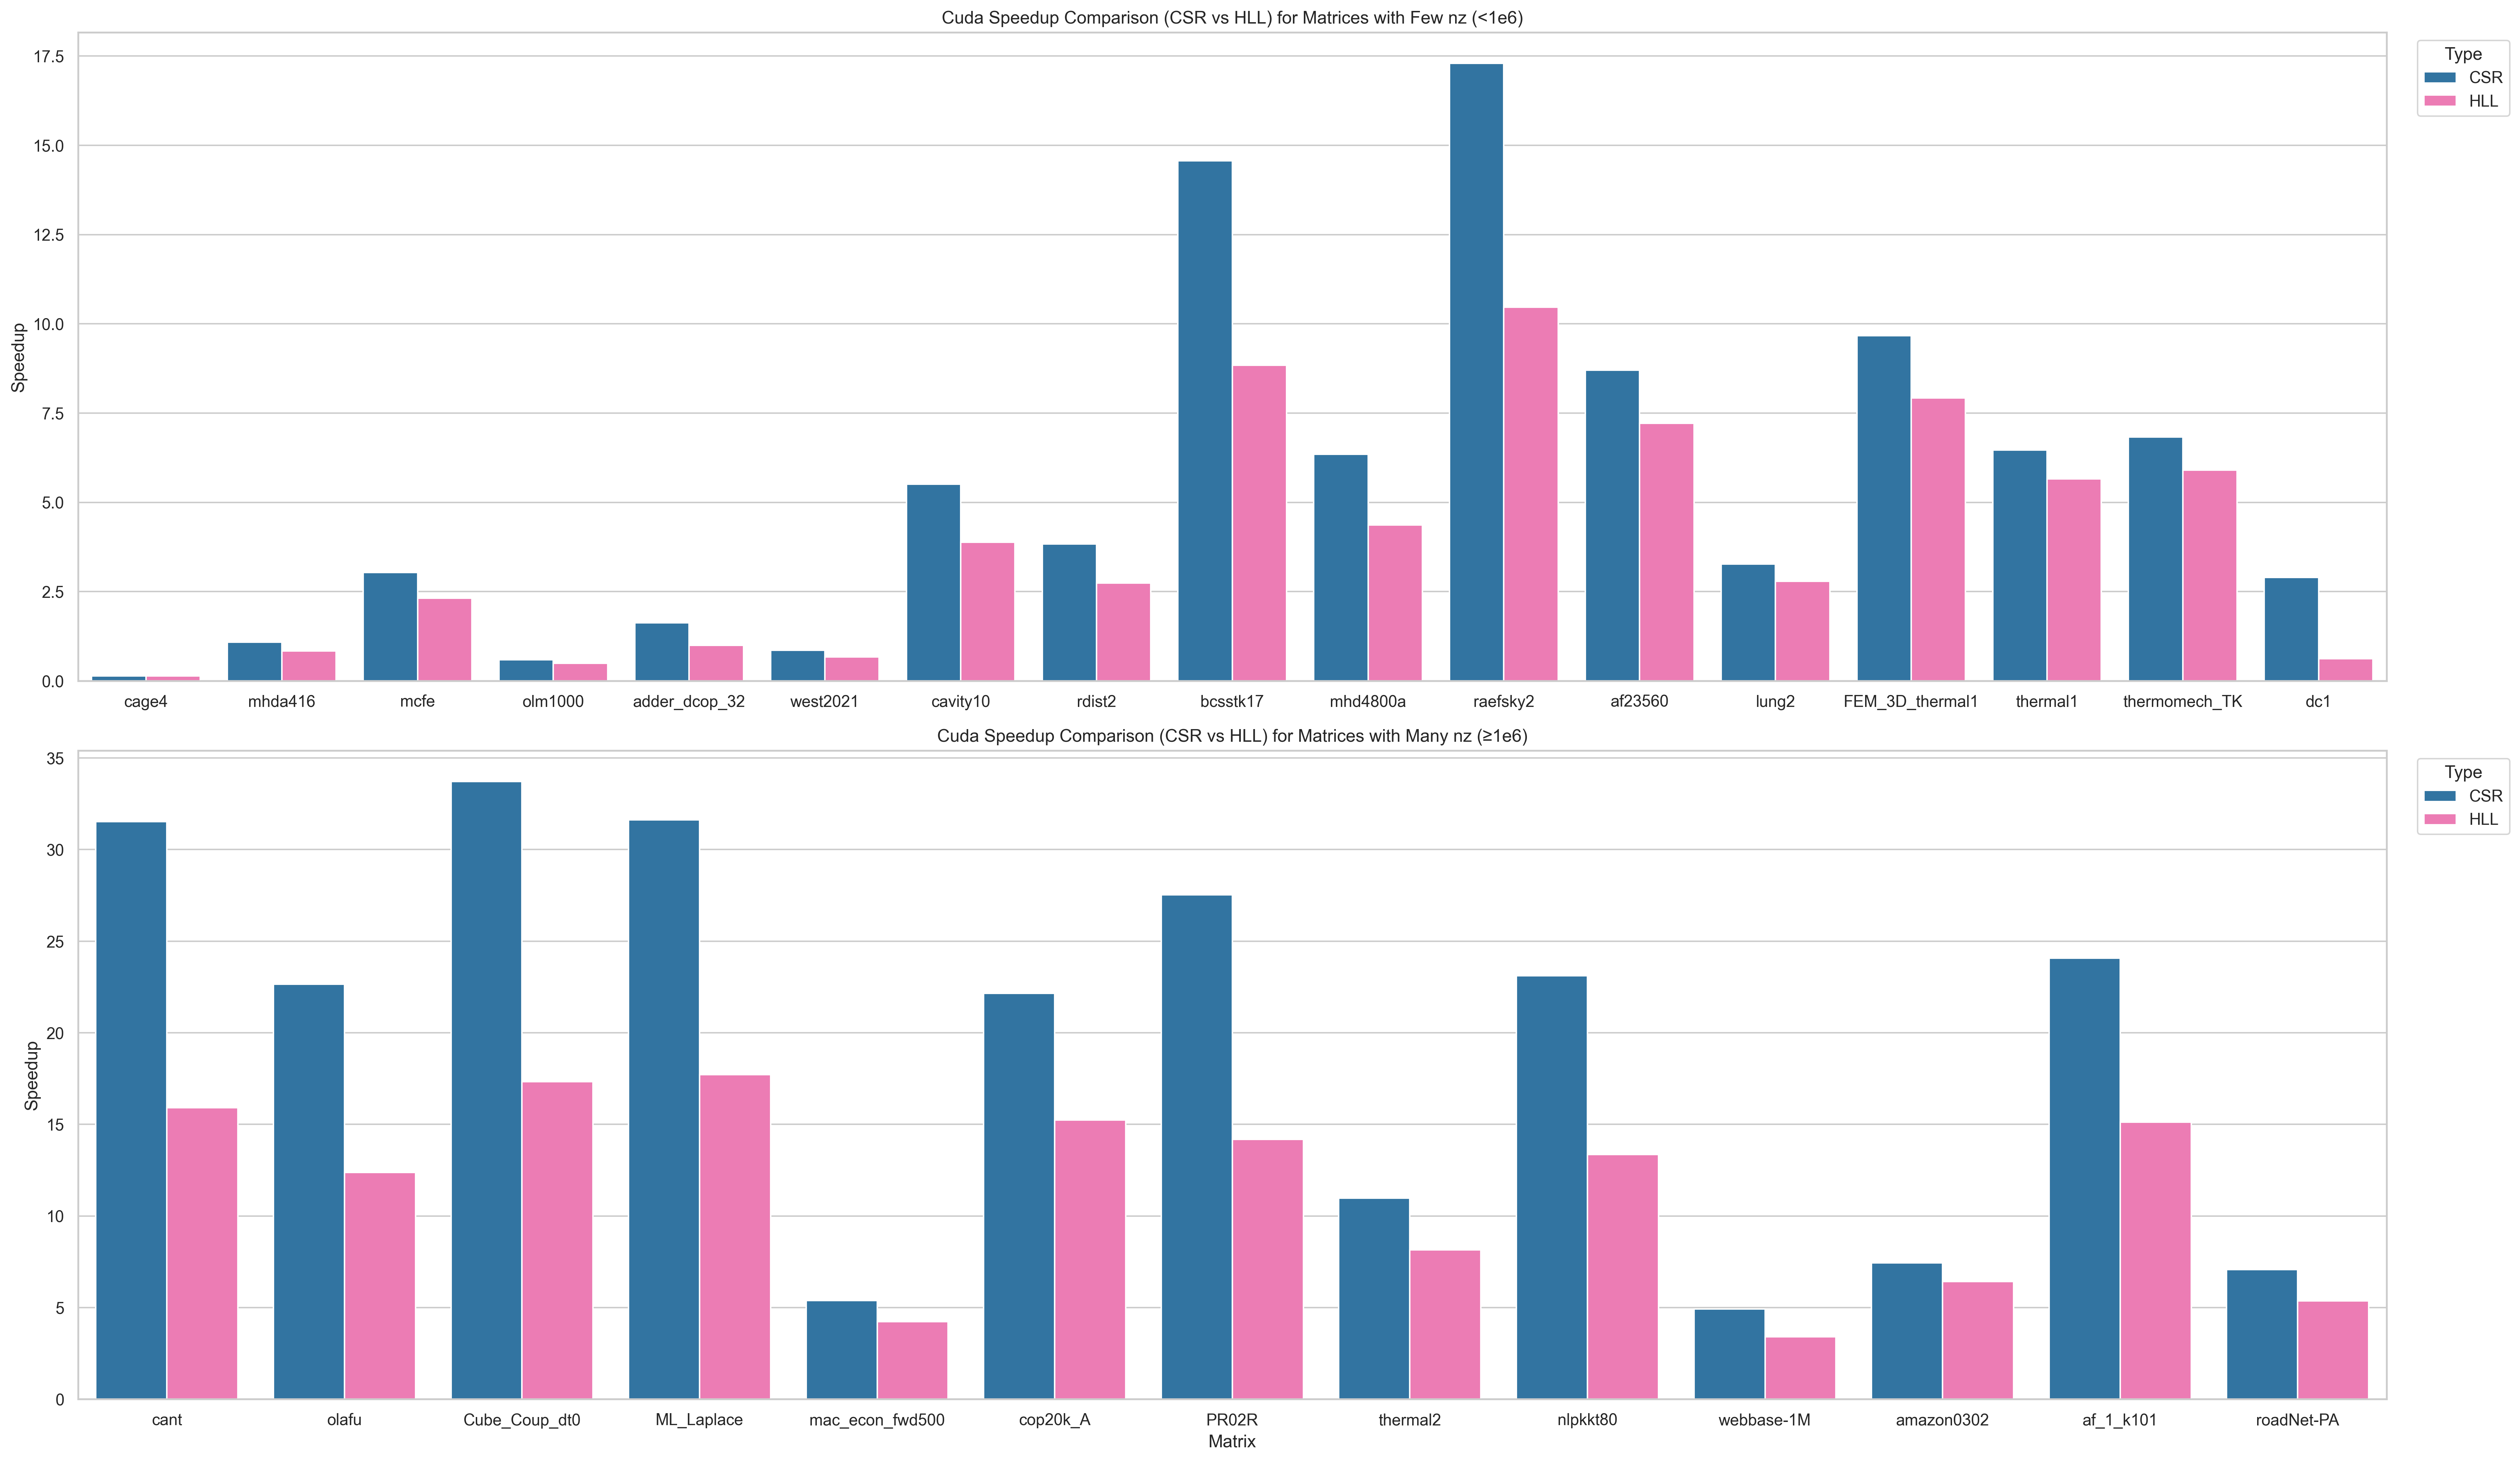 Cuda Speedup Comparison (CSR vs HLL) for Matrices with Few nz (<1e6)
Type
CSR
HLL
Speedup
17.5
15.0
12.5
10.0
7.5
5.0
2.5
0.0
cage4 mhda416 mcfe olm1000 adder_dcop_32 west2021 cavity10 rdist2 bcsstk17 mhd4800a raefsky2 af23560 lung2 FEM_3D_thermal1 thermal1 thermomech_TK dc1
Cuda Speedup Comparison (CSR vs HLL) for Matrices with Many nz (≥1e6)
Type
CSR
HLL
Speedup
35
30
25
20
15
10
5
0
cant olafu Cube_Coup_dt0 ML_Laplace mac_econ_fwd500 cop20k_A PR02R thermal2 nlpkkt80 webbase-1M amazon0302 af_1_k101 roadNet-PA
Matrix